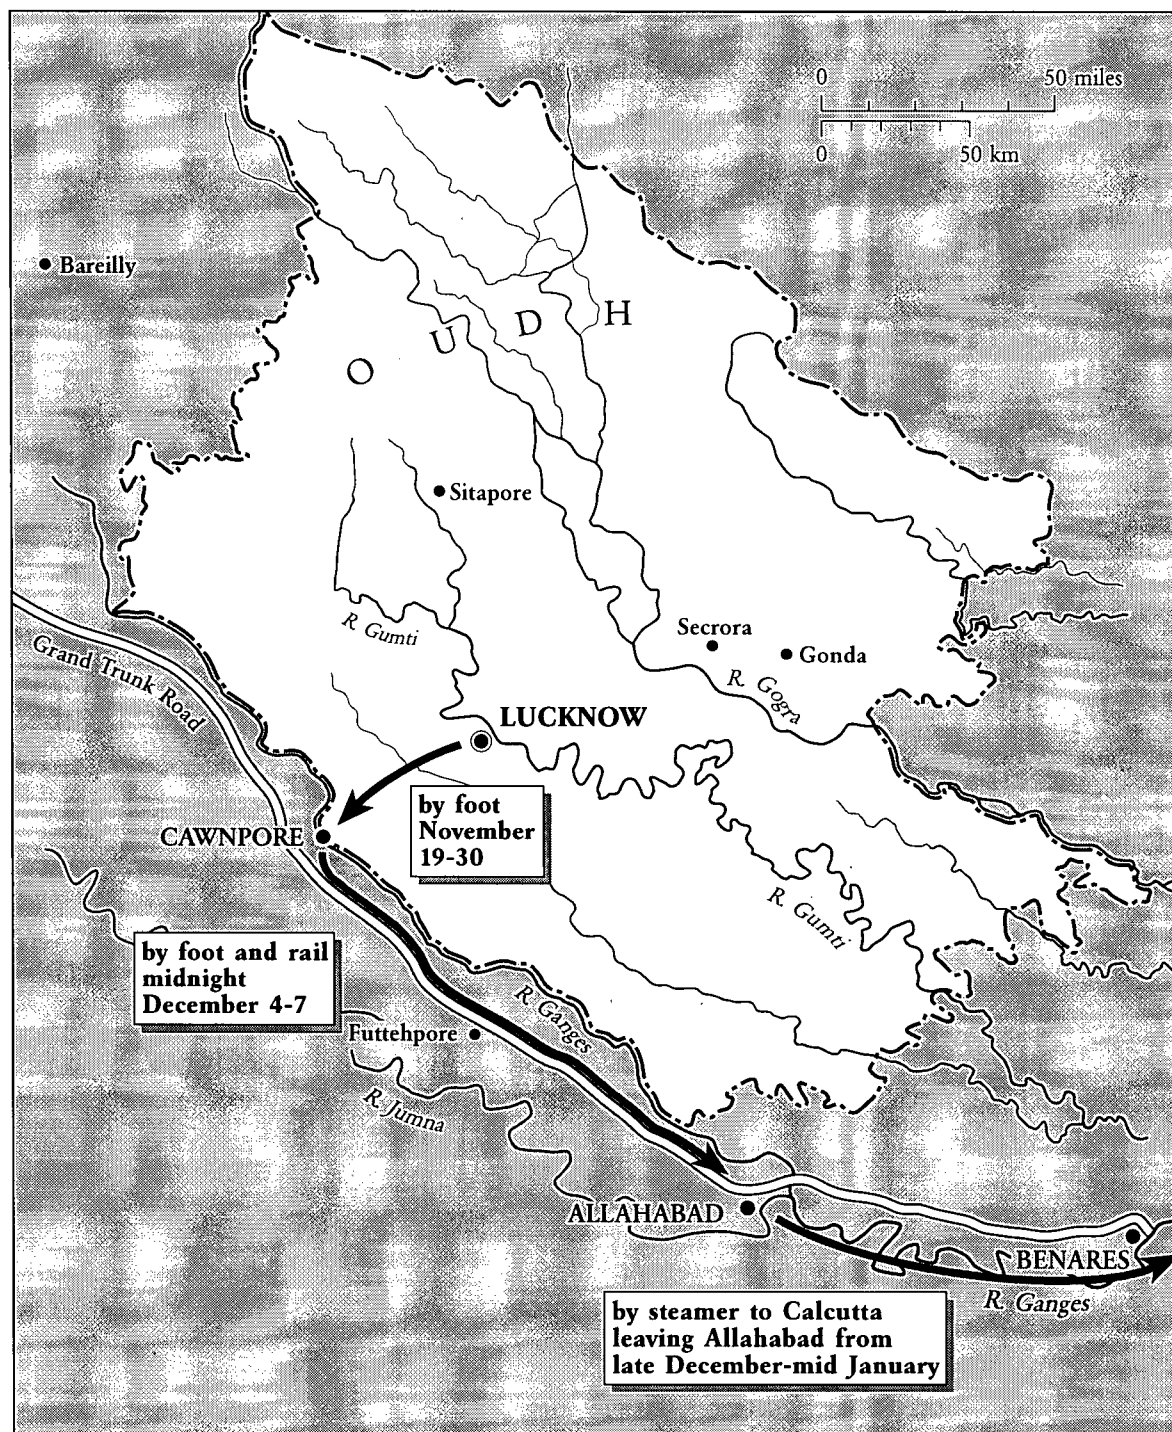 0 50 miles
0 50 km
Bareilly
O U D H
Sitapore
R. Gumti
Grand Trunk Road
Secrora
Gonda
R. Gogra
LUCKNOW
by foot
November
19-30
CAWNPORE
R. Gumti
by foot and rail
midnight
December 4-7
R. Ganges
Futtehpore
R. Jumna
ALLAHABAD
BENARES
R. Ganges
by steamer to Calcutta
leaving Allahabad from
late December-mid January